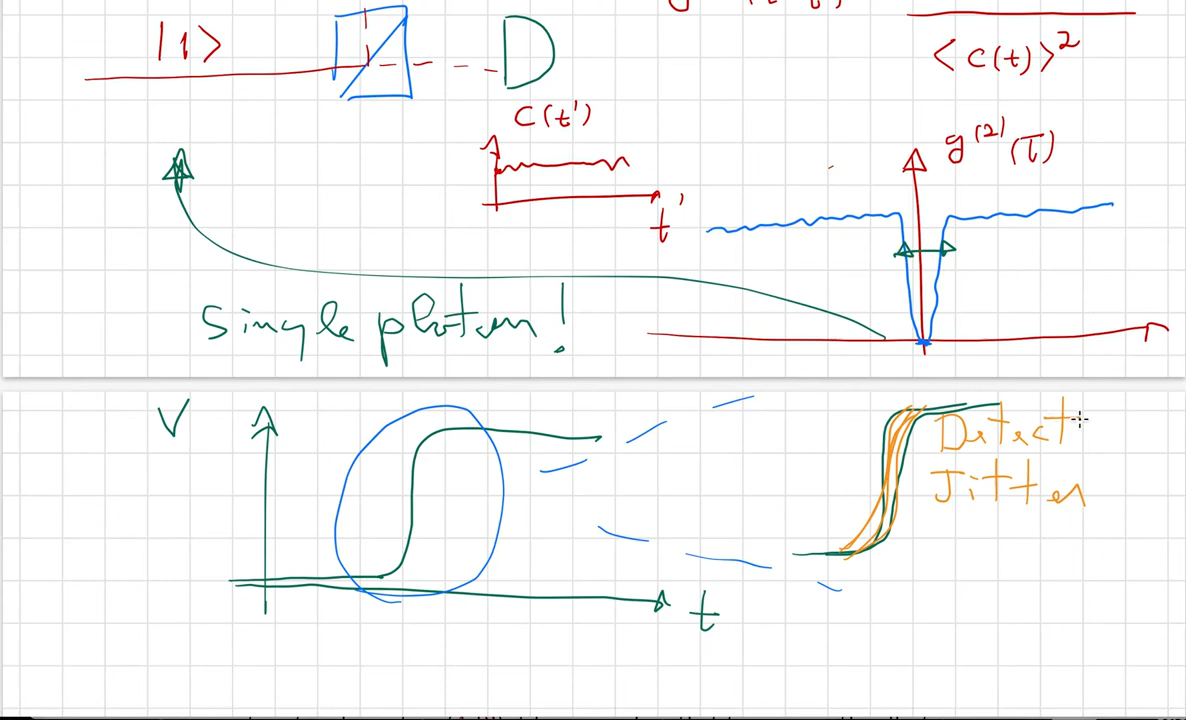 |1>
<c(t)>²
c(t')
g⁽²⁾(τ)
t'
single photon!
V
Detect
Jitter
t